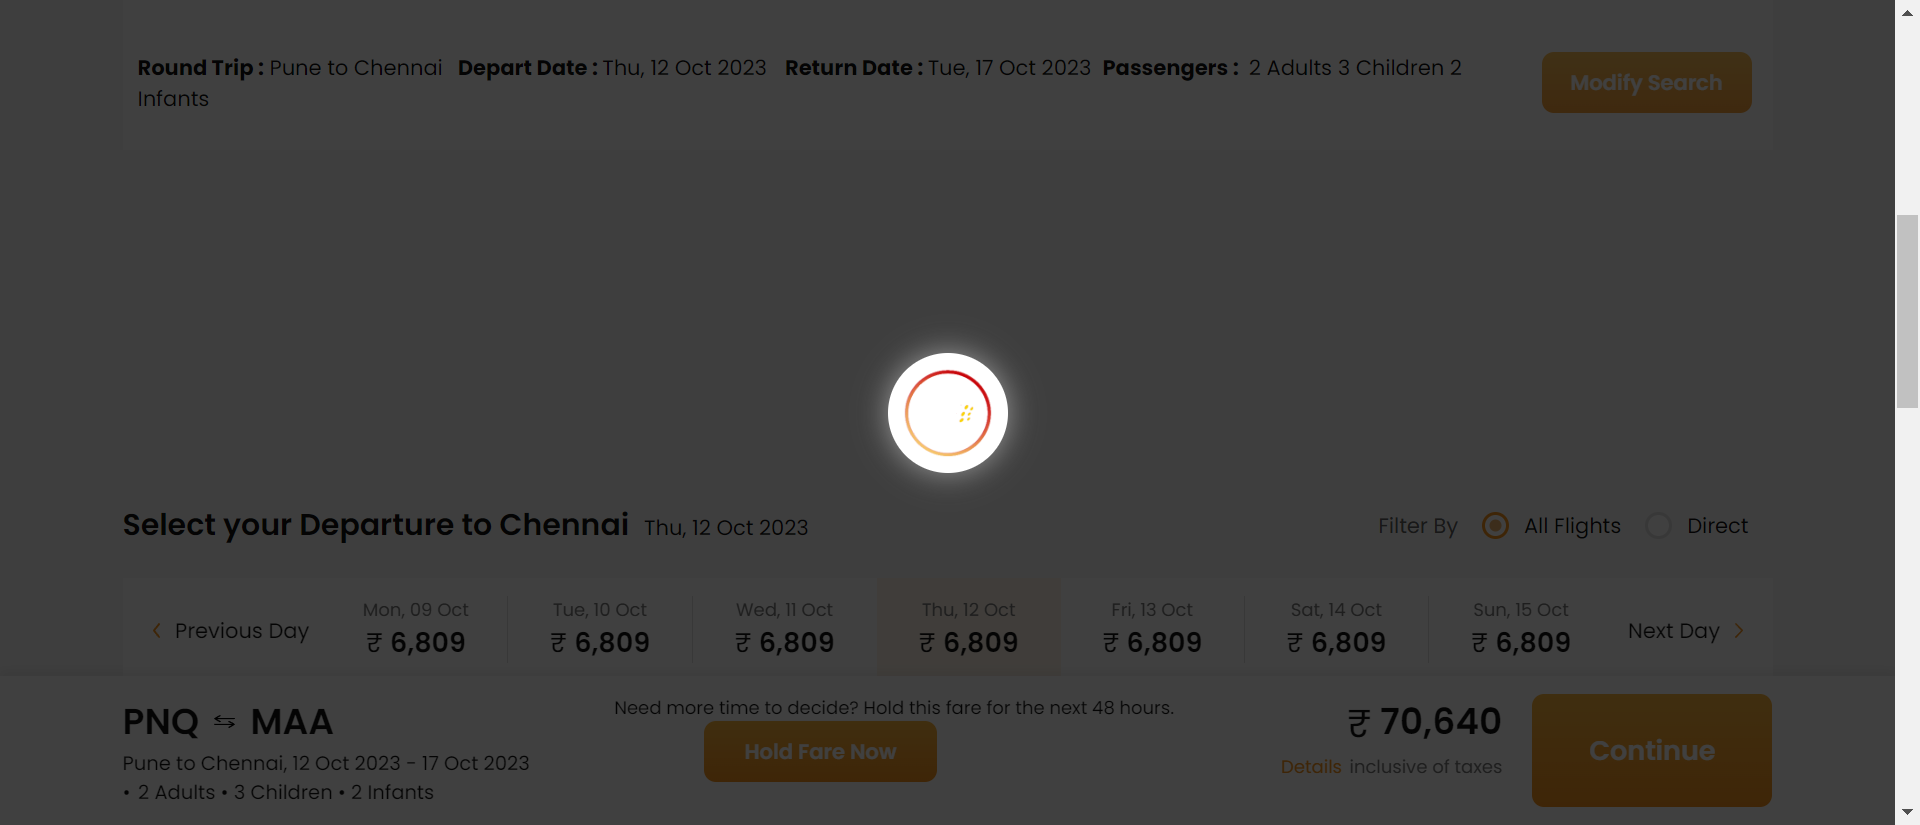 Round Trip : Pune to Chennai Depart Date : Thu, 12 Oct 2023 Return Date : Tue, 17 Oct 2023 Passengers : 2 Adults 3 Children 2
Infants
Modify Search
Select your Departure to Chennai Thu, 12 Oct 2023
Filter By All Flights Direct
Previous Day
Mon, 09 Oct
₹ 6,809
Tue, 10 Oct
₹ 6,809
Wed, 11 Oct
₹ 6,809
Thu, 12 Oct
₹ 6,809
Fri, 13 Oct
₹ 6,809
Sat, 14 Oct
₹ 6,809
Sun, 15 Oct
₹ 6,809
Next Day
PNQ ⇆ MAA
Pune to Chennai, 12 Oct 2023 - 17 Oct 2023
• 2 Adults • 3 Children • 2 Infants
Need more time to decide? Hold this fare for the next 48 hours.
Hold Fare Now
₹ 70,640
Details inclusive of taxes
Continue